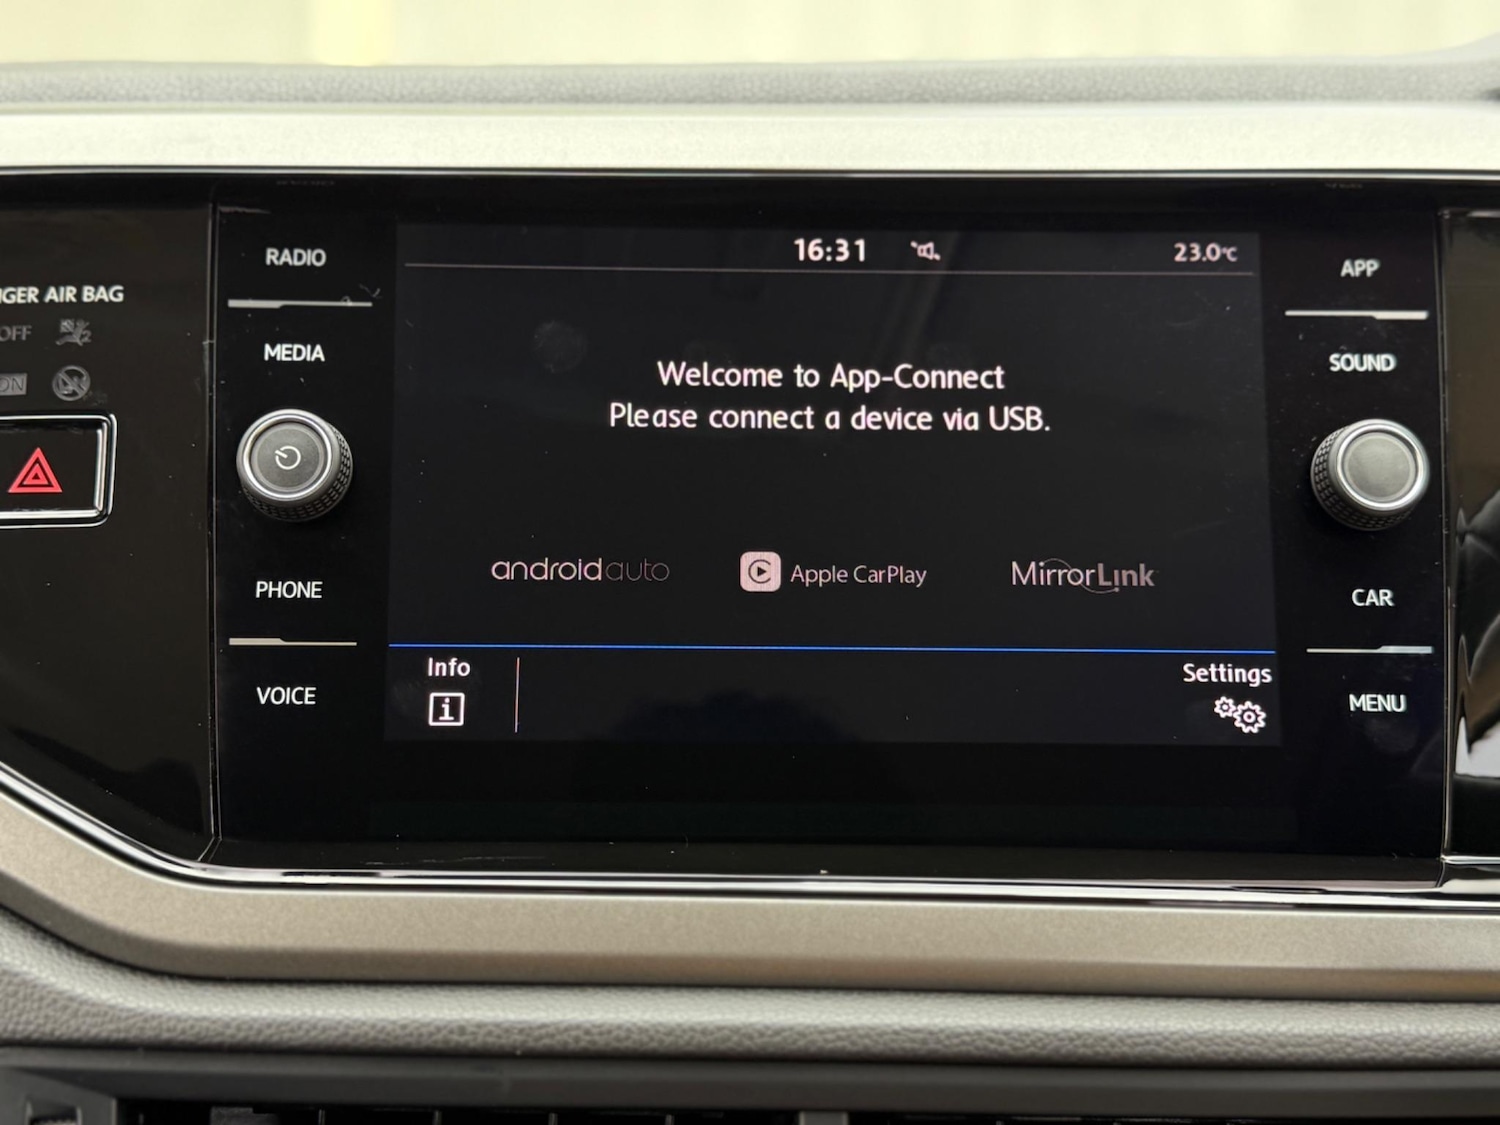 RADIO
MEDIA
PHONE
VOICE
GER AIR BAG
OFF
ON
16:31
23.0°C
Welcome to App-Connect
Please connect a device via USB.
androidauto
Apple CarPlay
MirrorLink
Info
i
Settings
APP
SOUND
CAR
MENU